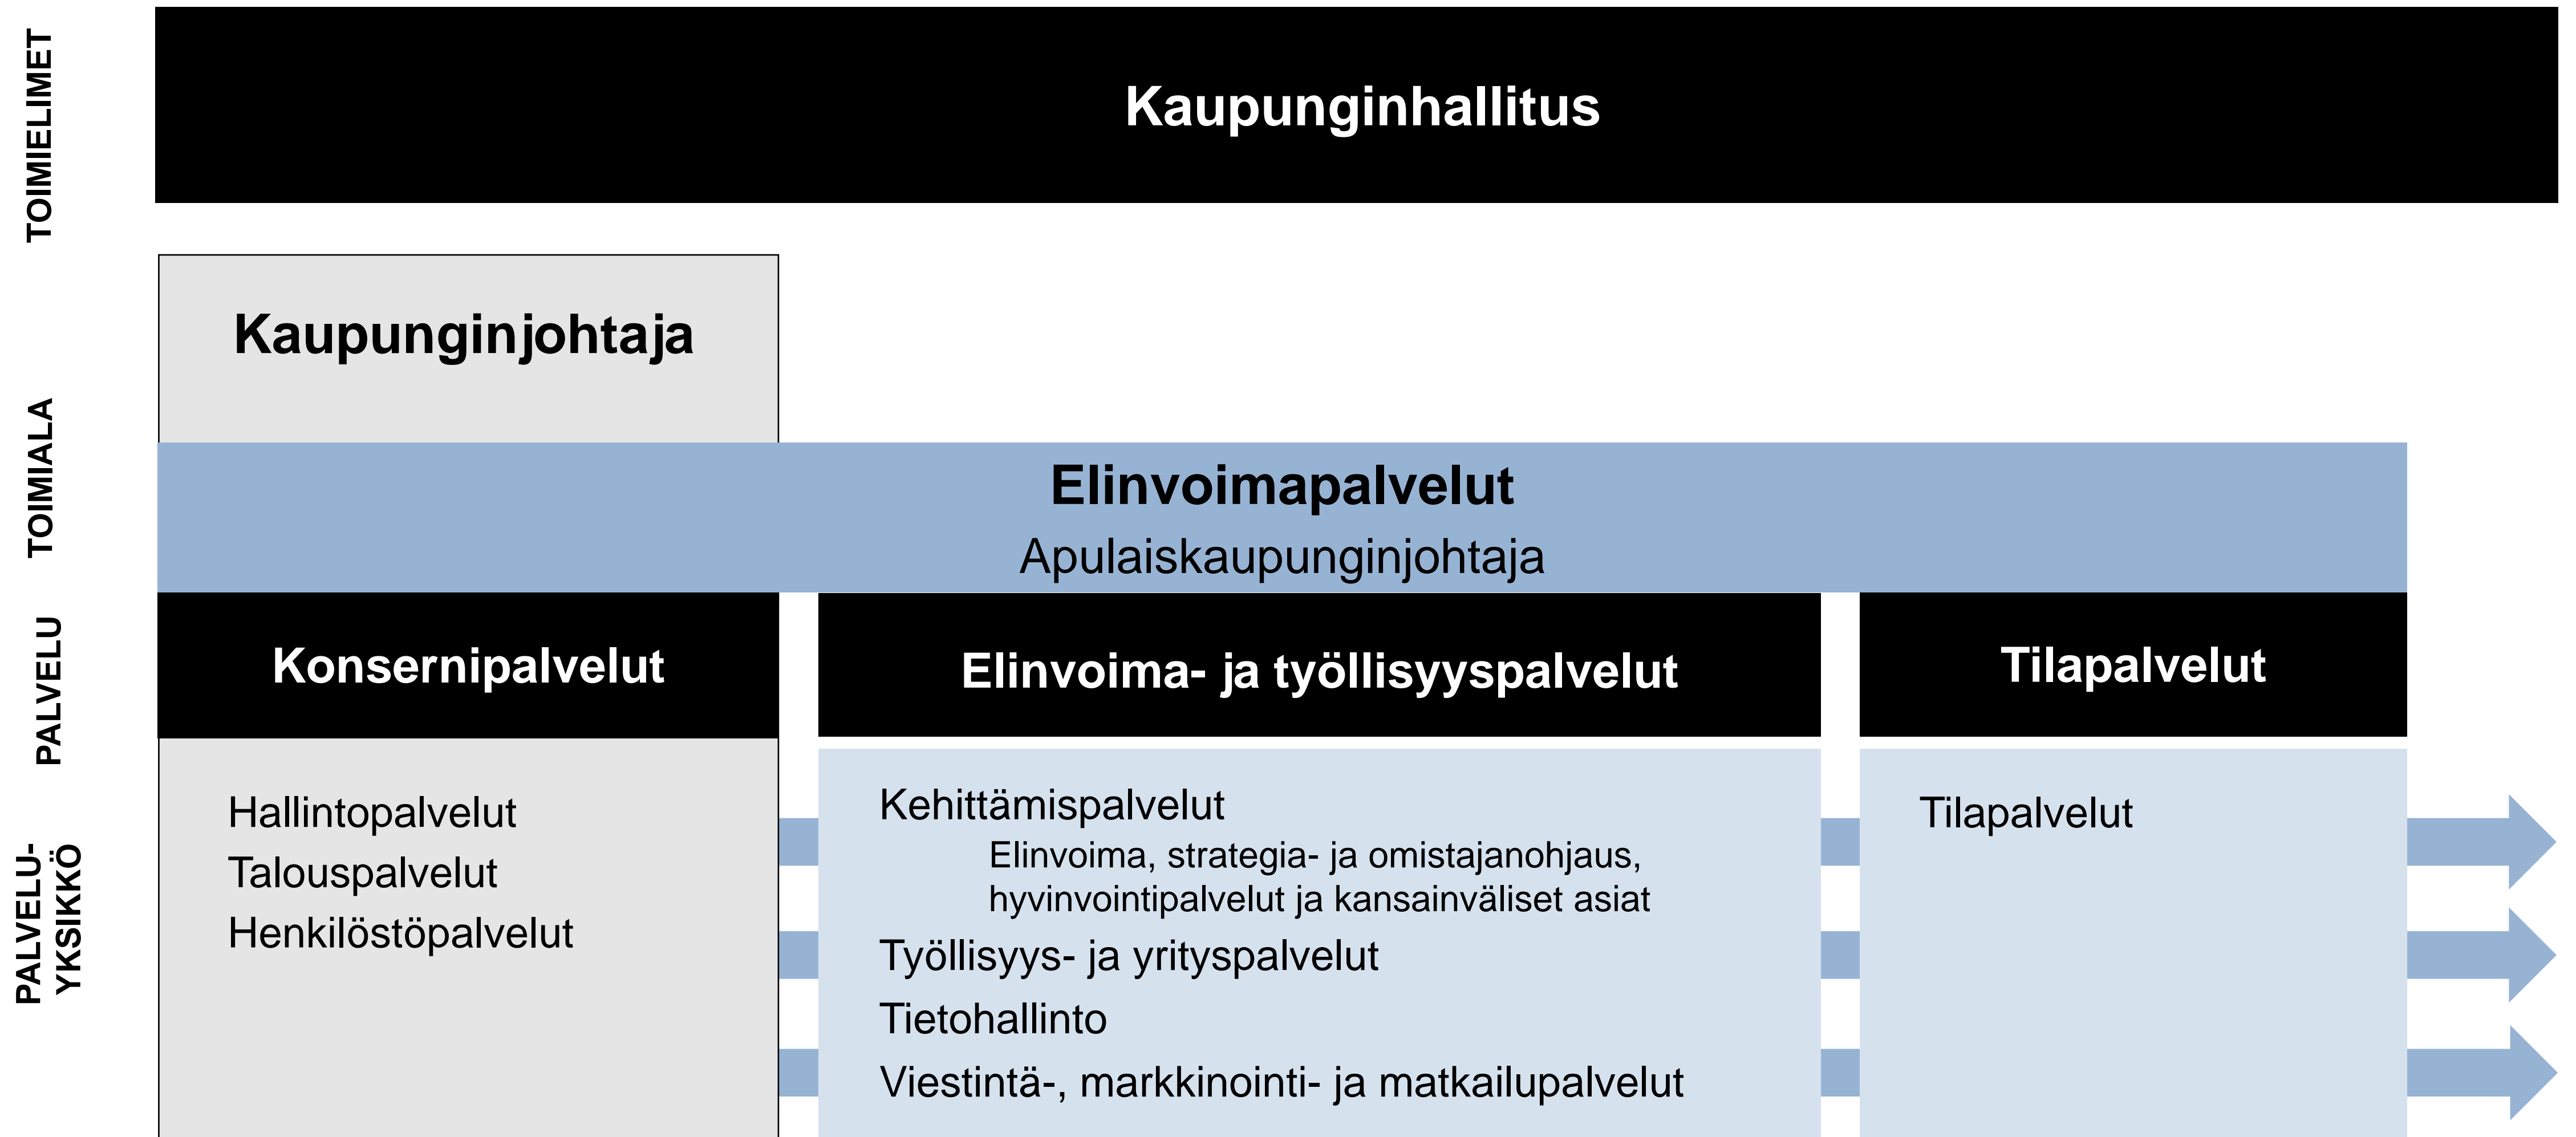 TOIMIELIMET
Kaupunginhallitus
Kaupunginjohtaja
TOIMIALA
Elinvoimapalvelut
Apulaiskaupunginjohtaja
PALVELU
Konsernipalvelut
Elinvoima- ja työllisyyspalvelut
Tilapalvelut
PALVELU-
YKSIKKÖ
Hallintopalvelut
Talouspalvelut
Henkilöstöpalvelut
Kehittämispalvelut
Elinvoima, strategia- ja omistajanohjaus,
hyvinvointipalvelut ja kansainväliset asiat
Työllisyys- ja yrityspalvelut
Tietohallinto
Viestintä-, markkinointi- ja matkailupalvelut
Tilapalvelut